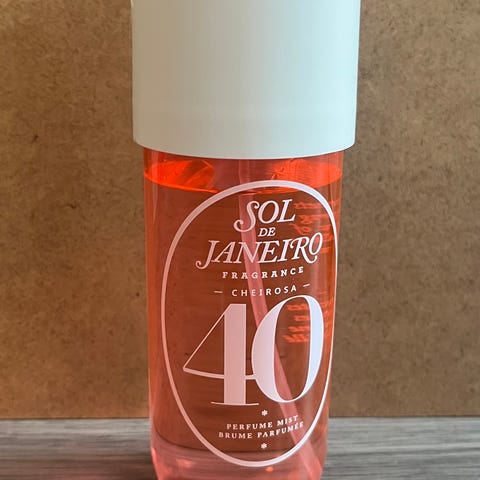 SOL
DE
JANEIRO
FRAGRANCE
CHEIROSA
40
PERFUME MIST
BRUME PARFUMÉE